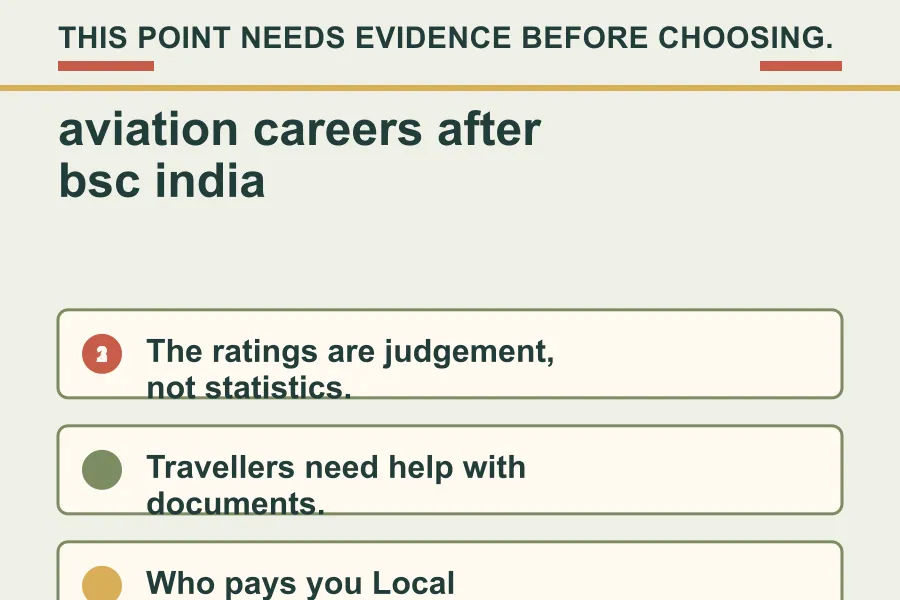 THIS POINT NEEDS EVIDENCE BEFORE CHOOSING.
aviation careers after
bsc india
The ratings are judgement,
not statistics.
Travellers need help with
documents.
Who pays you Local